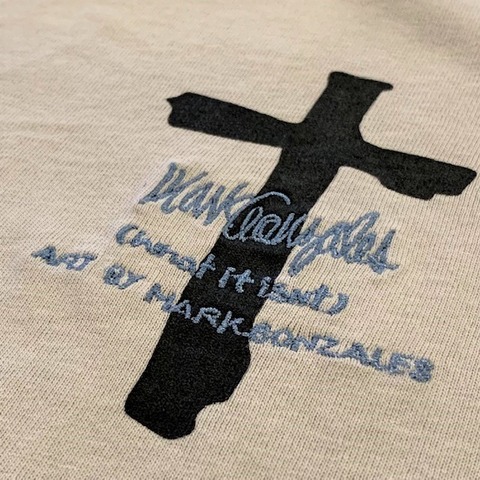 Mark Gonzales
(what it isnt)
ART BY MARK GONZALES